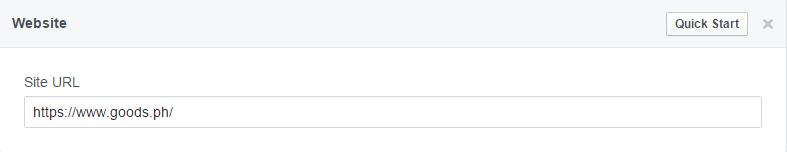 Website Quick Start ×
Site URL
https://www.goods.ph/